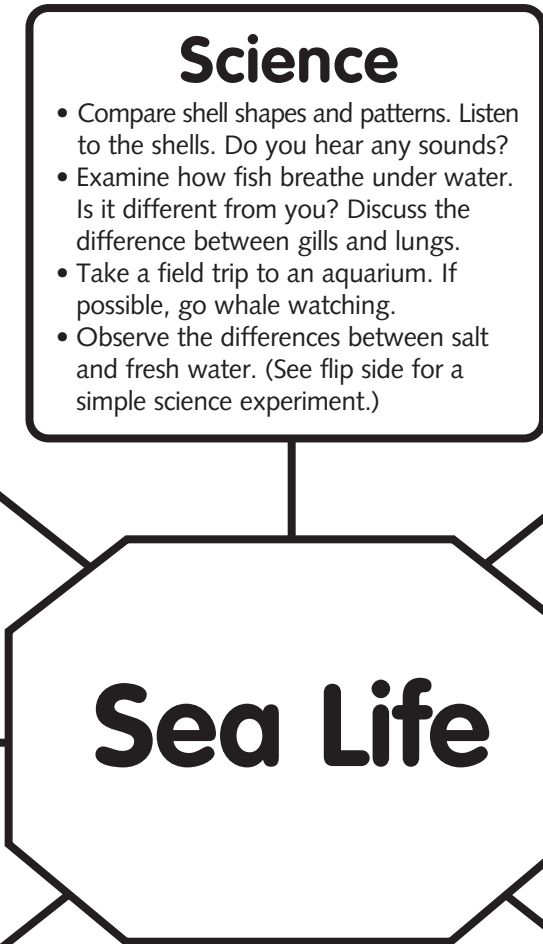 Science
• Compare shell shapes and patterns. Listen
to the shells. Do you hear any sounds?
• Examine how fish breathe under water.
Is it different from you? Discuss the
difference between gills and lungs.
• Take a field trip to an aquarium. If
possible, go whale watching.
• Observe the differences between salt
and fresh water. (See flip side for a
simple science experiment.)
Sea Life